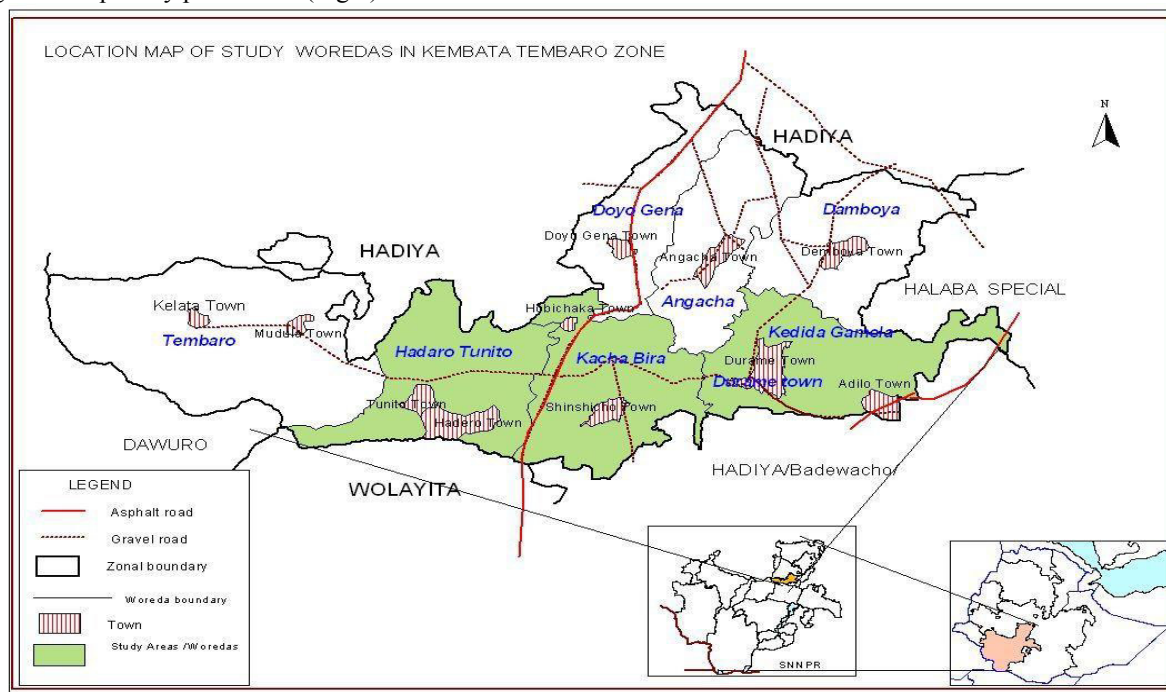 LOCATION MAP OF STUDY WOREDAS IN KEMBATA TEMBARO ZONE
N
HADIYA
Doyo Gena
Damboya
Doyo Gena Town
Angacha Town
Demboya Town
HADIYA
HALABA SPECIAL
Kelata Town
Angacha
Hobichaka Town
Mudula Town
Tembaro
Kedida Gamela
Hadaro Tunito
Kacha Bira
Durame Town
Durame town
Adilo Town
Tunito Town
Shinshicho Town
Hadero Town
DAWURO
HADIYA/Badewacho/
WOLAYITA
LEGEND
Asphalt road
Gravel road
Zonal boundary
Woreda boundary
Town
Study Areas /Woredas
SNNPR